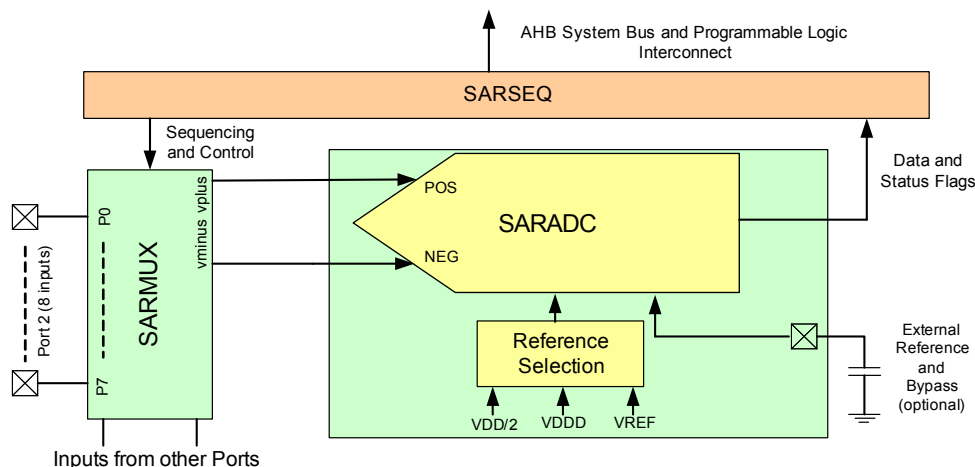 AHB System Bus and Programmable Logic
Interconnect
SARSEQ
Sequencing
and Control
Data and
Status Flags
vminus vplus
POS
SARADC
NEG
P0
Port 2 (8 inputs)
SARMUX
P7
Reference
Selection
External
Reference
and
Bypass
(optional)
VDD/2
VDDD
VREF
Inputs from other Ports